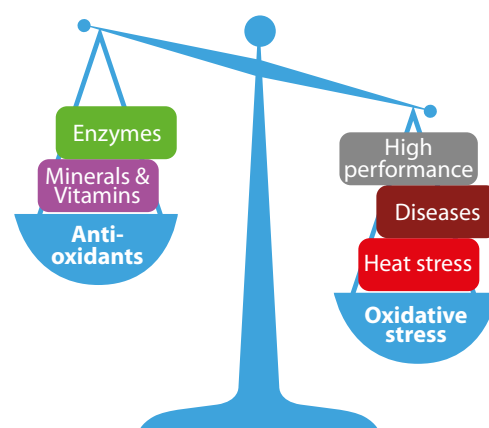 Enzymes
Minerals &
Vitamins
Anti-
oxidants
High
performance
Diseases
Heat stress
Oxidative
stress